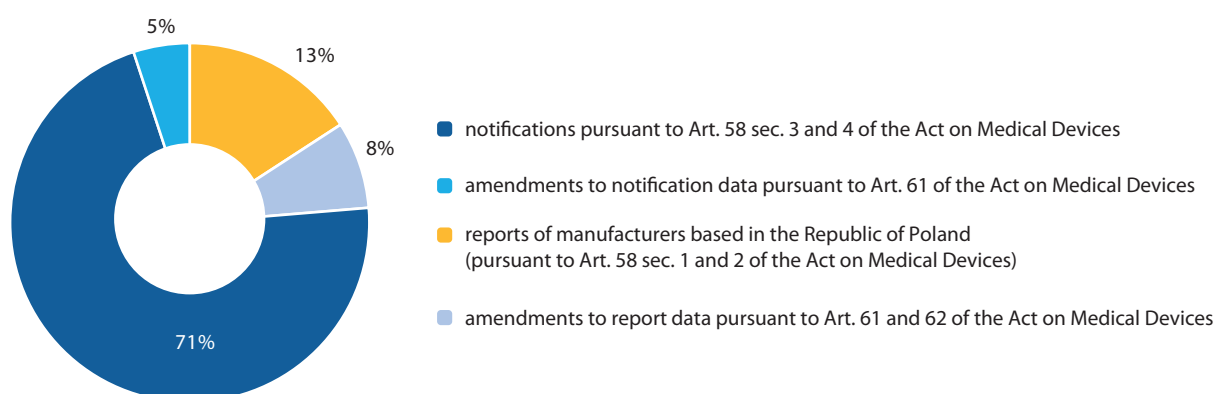 5%
13%
8%
71%
notifications pursuant to Art. 58 sec. 3 and 4 of the Act on Medical Devices
amendments to notification data pursuant to Art. 61 of the Act on Medical Devices
reports of manufacturers based in the Republic of Poland
(pursuant to Art. 58 sec. 1 and 2 of the Act on Medical Devices)
amendments to report data pursuant to Art. 61 and 62 of the Act on Medical Devices